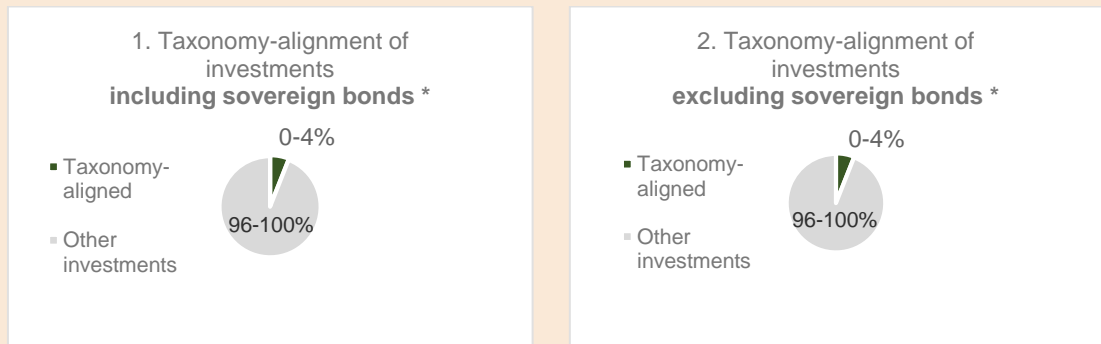 1. Taxonomy-alignment of
investments
including sovereign bonds *
0-4%
Taxonomy-
aligned
96-100%
Other
investments
2. Taxonomy-alignment of
investments
excluding sovereign bonds *
0-4%
Taxonomy-
aligned
96-100%
Other
investments